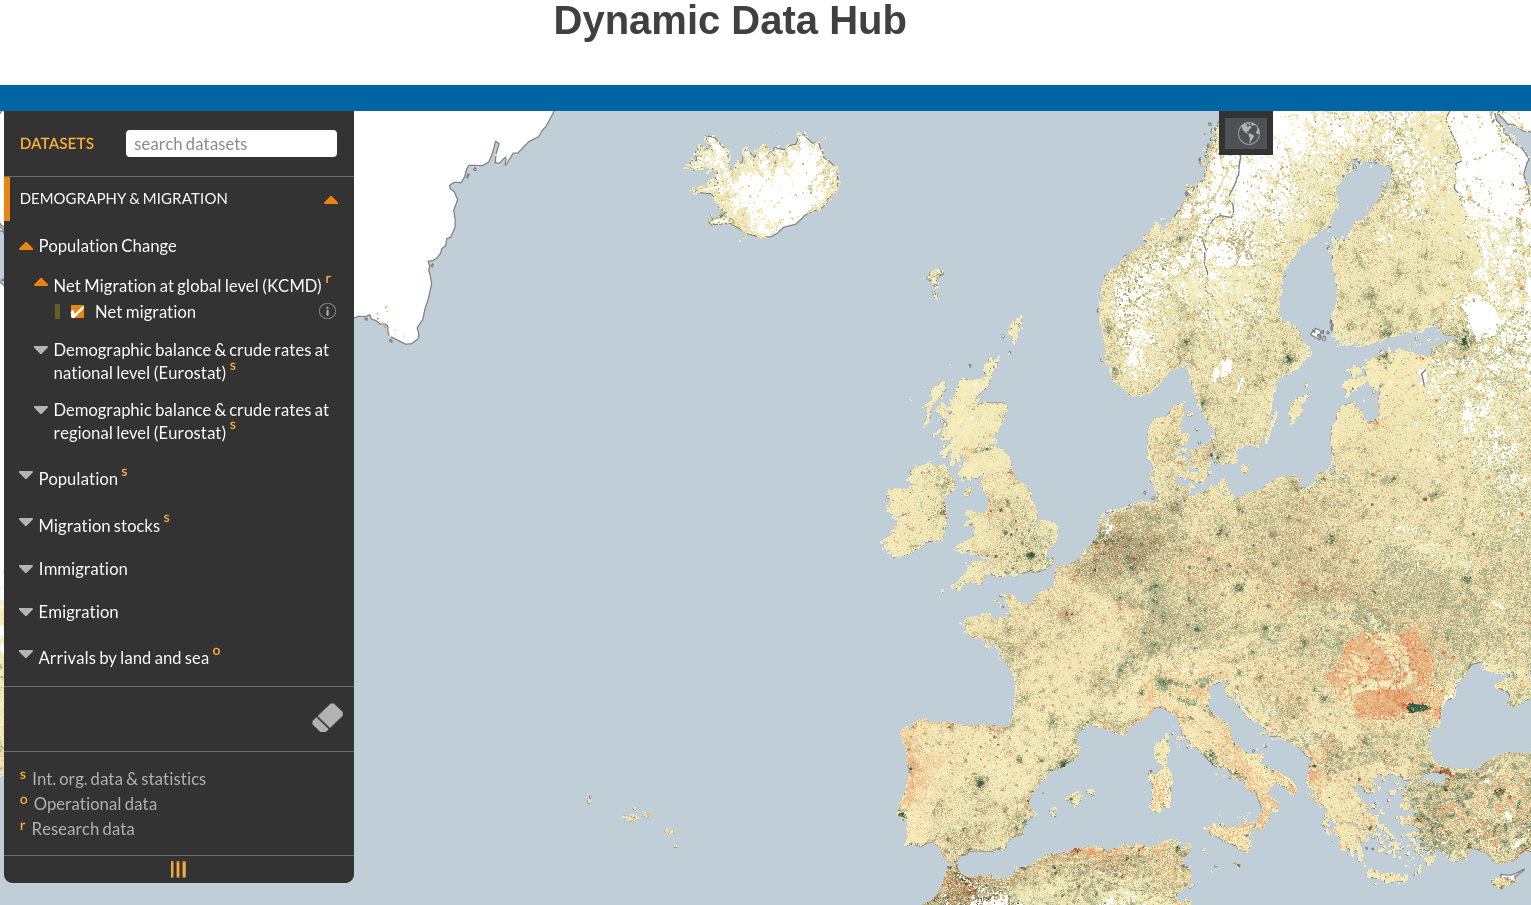 Dynamic Data Hub
DATASETS
search datasets
DEMOGRAPHY & MIGRATION
Population Change
Net Migration at global level (KCMD) r
Net migration
Demographic balance & crude rates at
national level (Eurostat) s
Demographic balance & crude rates at
regional level (Eurostat) s
Population s
Migration stocks s
Immigration
Emigration
Arrivals by land and sea o
s Int. org. data & statistics
o Operational data
r Research data